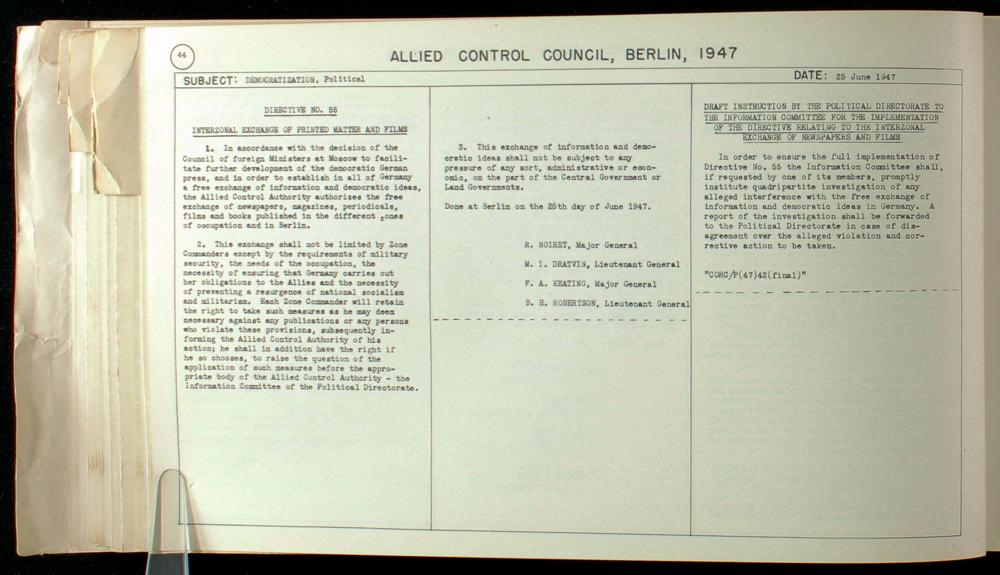 44
ALLIED CONTROL COUNCIL, BERLIN, 1947
SUBJECT: DEMOCRATIZATION, Political
DATE: 25 June 1947
DIRECTIVE NO. 55
INTERZONAL EXCHANGE OF PRINTED MATTER AND FILMS
1. In accordance with the decision of the
Council of foreign Ministers at Moscow to facili-
tate further development of the democratic German
press, and in order to establish in all of Germany
a free exchange of information and democratic ideas,
the Allied Control Authority authorizes the free
exchange of newspapers, magazines, periodicals,
films and books published in the different zones
of occupation and in Berlin.
2. This exchange shall not be limited by Zone
Commanders except by the requirements of military
security, the needs of the occupation, the
necessity of ensuring that Germany carries out
her obligations to the Allies and the necessity
of preventing a resurgence of national socialism
and militarism. Each Zone Commander will retain
the right to take such measures as he may deem
necessary against any publications or any persons
who violate these provisions, subsequently in-
forming the Allied Control Authority of his
action; he shall in addition have the right if
he so chooses, to raise the question of the
application of such measures before the appro-
priate body of the Allied Control Authority - the
Information Committee of the Political Directorate.
3. This exchange of information and demo-
cratic ideas shall not be subject to any
pressure of any sort, administrative or econ-
omic, on the part of the Central Government or
Land Governments.
Done at Berlin on the 25th day of June 1947.
R. NOIRET, Major General
M. I. DRATVIN, Lieutenant General
F. A. KEATING, Major General
B. H. ROBERTSON, Lieutenant General
DRAFT INSTRUCTION BY THE POLITICAL DIRECTORATE TO
THE INFORMATION COMMITTEE FOR THE IMPLEMENTATION
OF THE DIRECTIVE RELATING TO THE INTERZONAL
EXCHANGE OF NEWSPAPERS AND FILMS
In order to ensure the full implementation of
Directive No. 55 the Information Committee shall,
if requested by one of its members, promptly
institute quadripartite investigation of any
alleged interference with the free exchange of
information and democratic ideas in Germany. A
report of the investigation shall be forwarded
to the Political Directorate in case of dis-
agreement over the alleged violation and cor-
rective action to be taken.
"CORC/P(47)42(final)"